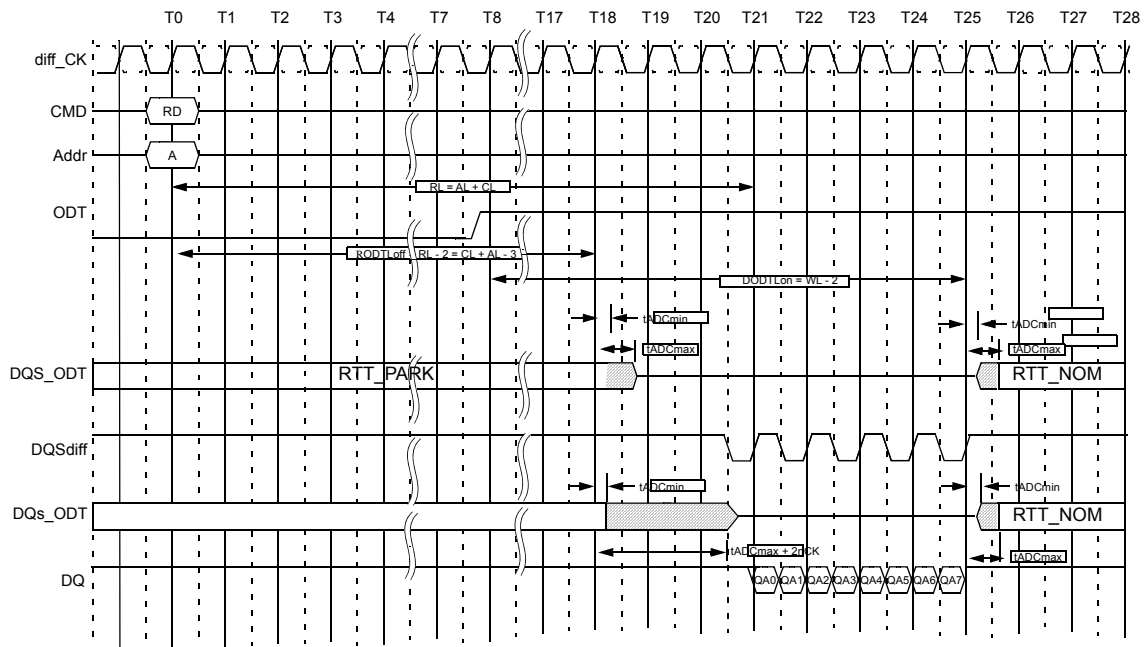 T0 T1 T2 T3 T4 T7 T8 T17 T18 T19 T20 T21 T22 T23 T24 T25 T26 T27 T28
diff_CK
CMD RD
Addr A
RL = AL + CL
ODT
RODTLoff RL - 2 = CL + AL - 3
DODTLon = WL - 2
tADCmin tADCmin
tADCmax tADCmax
DQS_ODT RTT_PARK RTT_NOM
DQSdiff
tADCmin tADCmin
DQs_ODT RTT_NOM
tADCmax + 2nCK tADCmax
DQ QA0 QA1 QA2 QA3 QA4 QA5 QA6 QA7